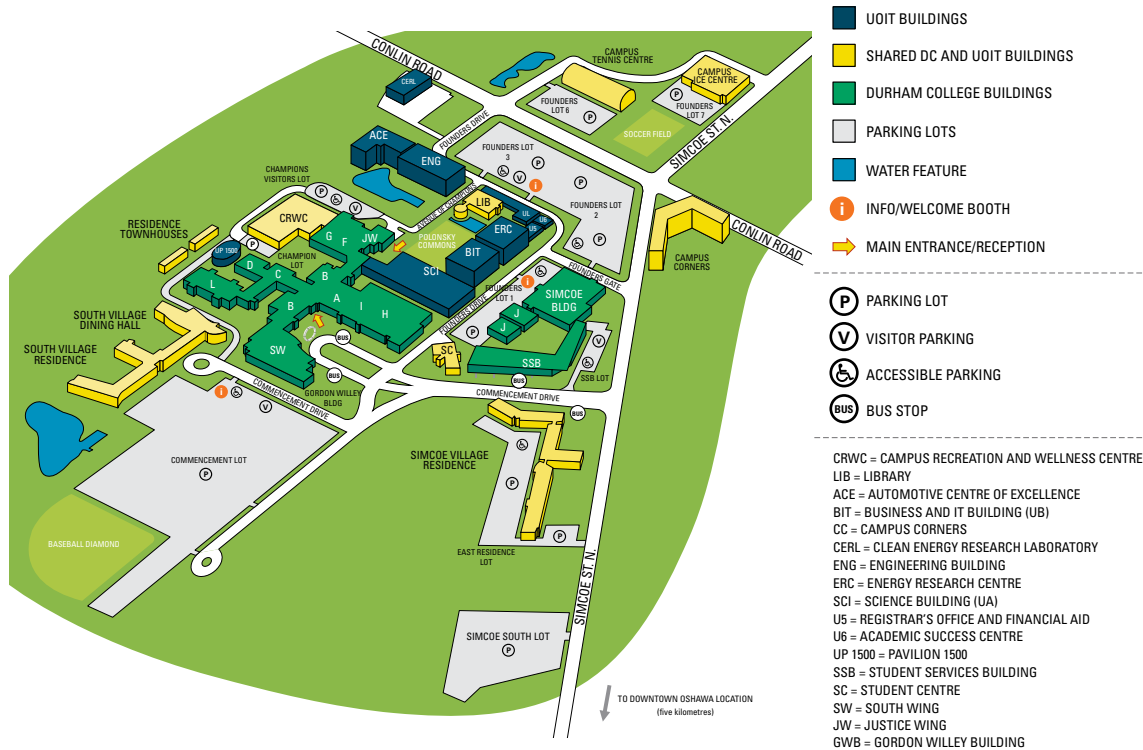 CONLIN ROAD
CERL
CAMPUS
TENNIS CENTRE
CAMPUS
ICE CENTRE
P
FOUNDERS
LOT 6
P
P
FOUNDERS
LOT 7
SOCCER FIELD
SIMCOE ST. N.
FOUNDERS DRIVE
ACE
ENG
FOUNDERS LOT
3
P
V
i
P
FOUNDERS LOT
2
P
CHAMPIONS
VISITORS LOT
P
V
AVENUE OF CHAMPIONS
LIB
UL
U6
U5
ERC
BIT
SCI
POLONSKY
COMMONS
CONLIN ROAD
CAMPUS
CORNERS
RESIDENCE
TOWNHOUSES
CRWC
G
F
JW
P
CHAMPION
LOT
UP 1500
D
L
C
B
B
A
I
H
SW
FOUNDERS GATE
FOUNDERS
LOT 1
i
P
SIMCOE
BLDG
J
J
FOUNDERS DRIVE
SC
SSB
V
SSB LOT
SOUTH VILLAGE
DINING HALL
SOUTH VILLAGE
RESIDENCE
BUS
BUS
GORDON WILLEY
BLDG
BUS
BUS
COMMENCEMENT DRIVE
COMMENCEMENT DRIVE
i
V
COMMENCEMENT LOT
P
BASEBALL DIAMOND
SIMCOE VILLAGE
RESIDENCE
P
P
EAST RESIDENCE
LOT
SIMCOE ST. N.
SIMCOE SOUTH LOT
P
TO DOWNTOWN OSHAWA LOCATION
(five kilometres)
UOIT BUILDINGS
SHARED DC AND UOIT BUILDINGS
DURHAM COLLEGE BUILDINGS
PARKING LOTS
WATER FEATURE
i INFO/WELCOME BOOTH
MAIN ENTRANCE/RECEPTION
P PARKING LOT
V VISITOR PARKING
ACCESSIBLE PARKING
BUS BUS STOP
CRWC = CAMPUS RECREATION AND WELLNESS CENTRE
LIB = LIBRARY
ACE = AUTOMOTIVE CENTRE OF EXCELLENCE
BIT = BUSINESS AND IT BUILDING (UB)
CC = CAMPUS CORNERS
CERL = CLEAN ENERGY RESEARCH LABORATORY
ENG = ENGINEERING BUILDING
ERC = ENERGY RESEARCH CENTRE
SCI = SCIENCE BUILDING (UA)
U5 = REGISTRAR'S OFFICE AND FINANCIAL AID
U6 = ACADEMIC SUCCESS CENTRE
UP 1500 = PAVILION 1500
SSB = STUDENT SERVICES BUILDING
SC = STUDENT CENTRE
SW = SOUTH WING
JW = JUSTICE WING
GWB = GORDON WILLEY BUILDING